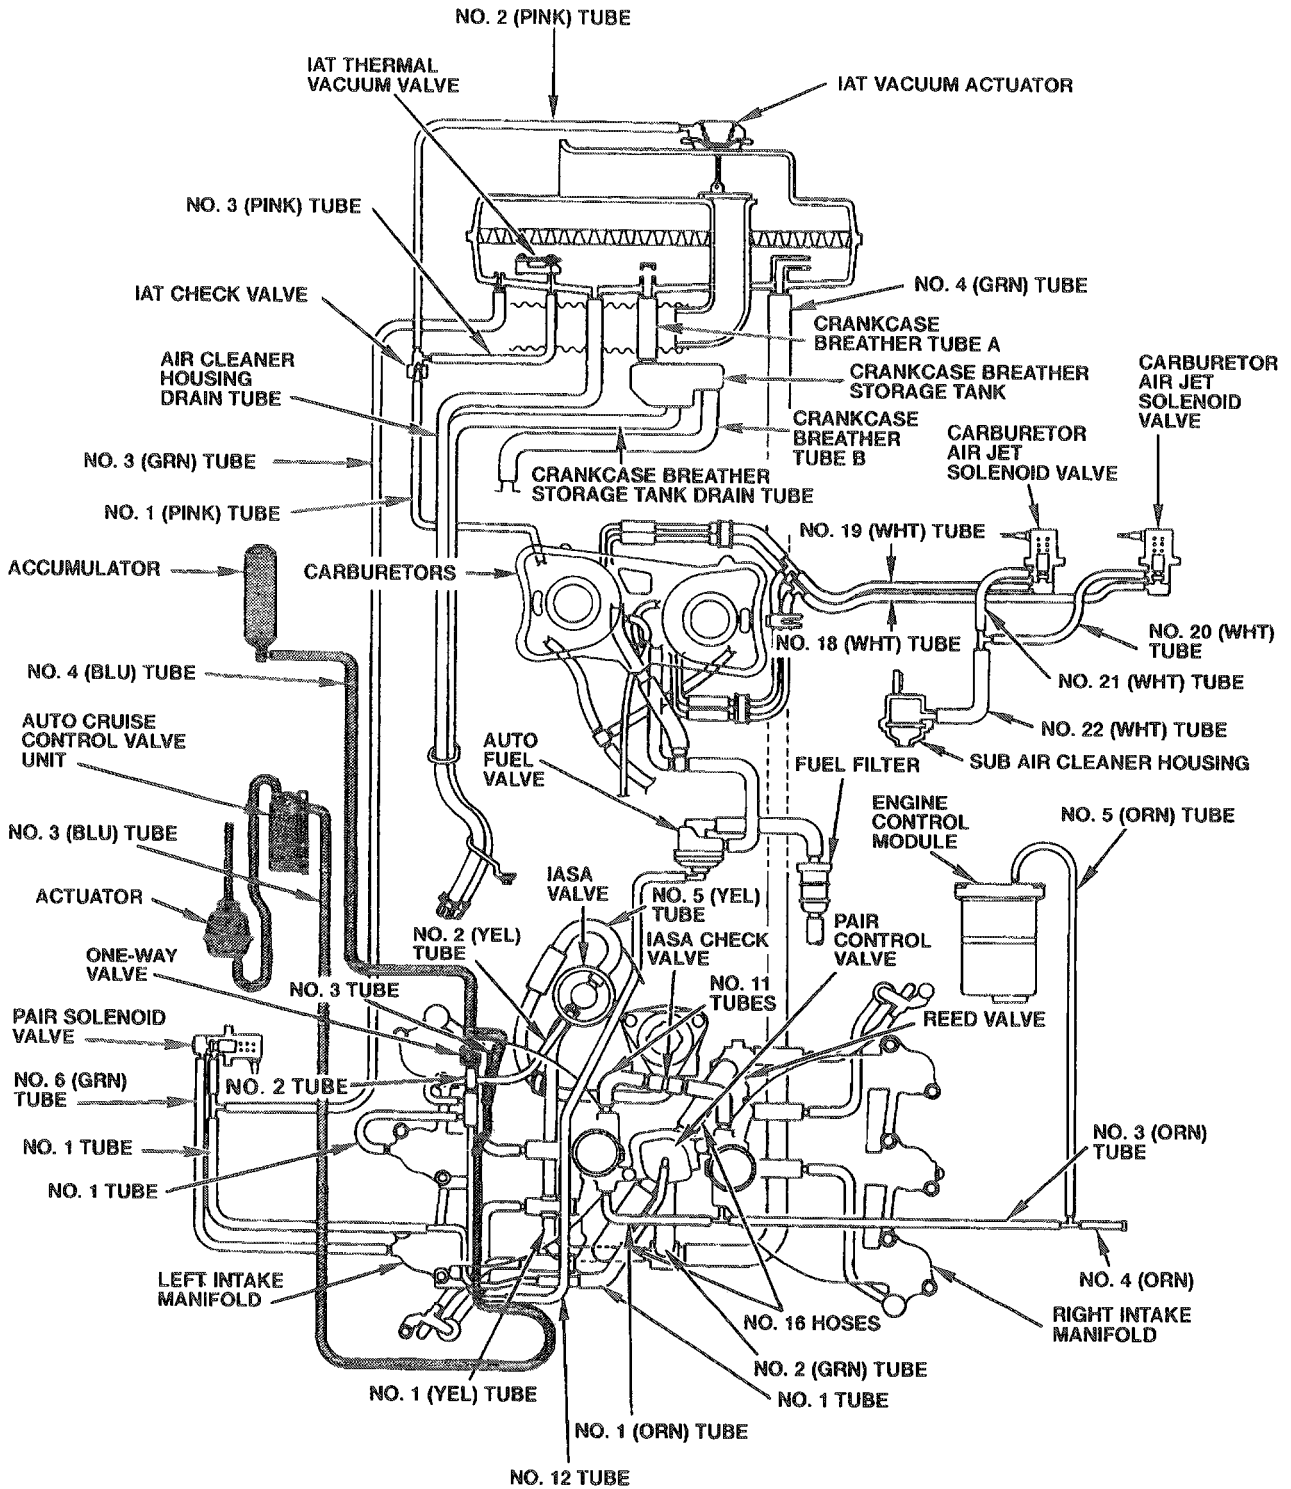 NO. 2 (PINK) TUBE
IAT THERMAL
VACUUM VALVE
IAT VACUUM ACTUATOR
NO. 3 (PINK) TUBE
IAT CHECK VALVE
NO. 4 (GRN) TUBE
CRANKCASE
BREATHER TUBE A
AIR CLEANER
HOUSING
DRAIN TUBE
CRANKCASE BREATHER
STORAGE TANK
CARBURETOR
AIR JET
SOLENOID
VALVE
CRANKCASE
BREATHER
TUBE B
CARBURETOR
AIR JET
SOLENOID VALVE
NO. 3 (GRN) TUBE
CRANKCASE BREATHER
STORAGE TANK DRAIN TUBE
NO. 1 (PINK) TUBE
NO. 19 (WHT) TUBE
ACCUMULATOR
CARBURETORS
NO. 18 (WHT) TUBE
NO. 20 (WHT)
TUBE
NO. 4 (BLU) TUBE
NO. 21 (WHT) TUBE
AUTO CRUISE
CONTROL VALVE
UNIT
NO. 22 (WHT) TUBE
AUTO
FUEL
VALVE
FUEL FILTER
SUB AIR CLEANER HOUSING
ENGINE
CONTROL
MODULE
NO. 5 (ORN) TUBE
NO. 3 (BLU) TUBE
IASA
VALVE
ACTUATOR
NO. 5 (YEL)
TUBE
PAIR
CONTROL
VALVE
NO. 2 (YEL)
TUBE
IASA CHECK
VALVE
ONE-WAY
VALVE
NO. 3 TUBE
NO. 11
TUBES
PAIR SOLENOID
VALVE
REED VALVE
NO. 6 (GRN)
TUBE
NO. 2 TUBE
NO. 1 TUBE
NO. 3 (ORN)
TUBE
NO. 1 TUBE
LEFT INTAKE
MANIFOLD
NO. 4 (ORN)
NO. 16 HOSES
RIGHT INTAKE
MANIFOLD
NO. 2 (GRN) TUBE
NO. 1 (YEL) TUBE
NO. 1 TUBE
NO. 1 (ORN) TUBE
NO. 12 TUBE